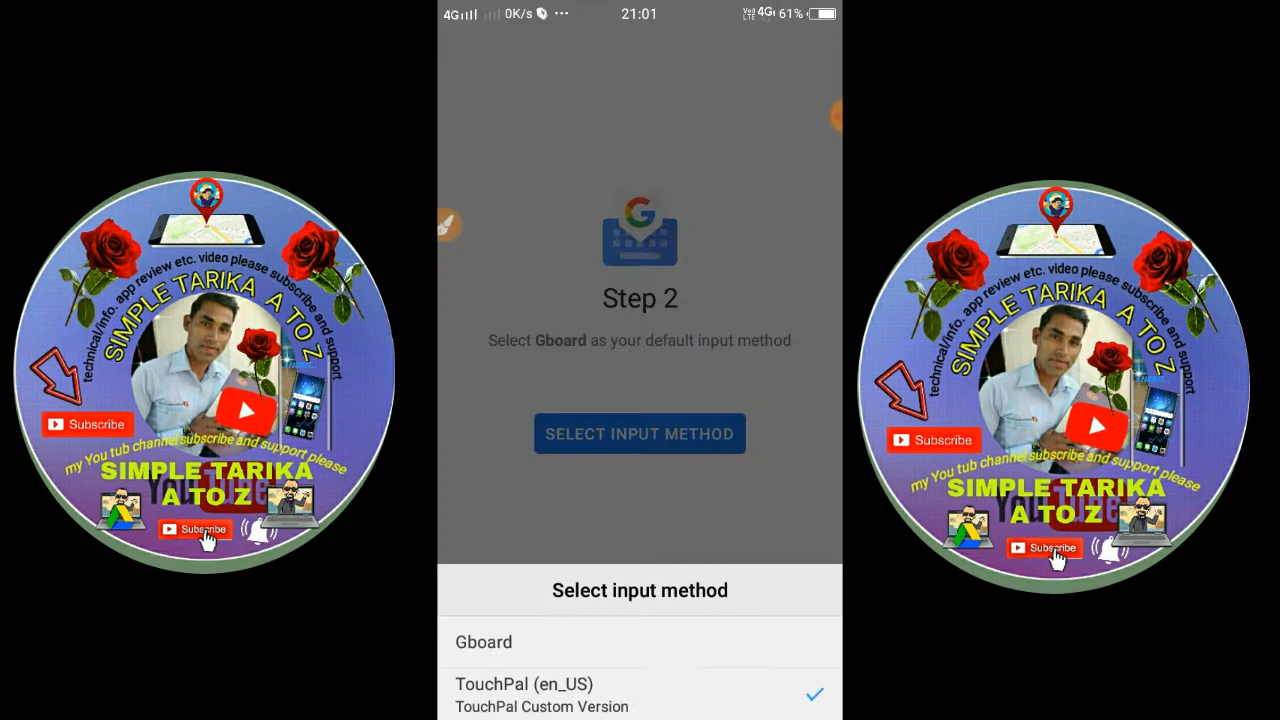 4G
0K/s
...
21:01
VoLTE
4G
61%
Step 2
Select Gboard as your default input method
SELECT INPUT METHOD
Select input method
Gboard
TouchPal (en_US)
TouchPal Custom Version
technical/info. app review etc. video please subscribe and support
SIMPLE TARIKA A TO Z
Subscribe
my You tub channel subscribe and support please
SIMPLE TARIKA
A TO Z
Subscribe
technical/info. app review etc. video please subscribe and support
SIMPLE TARIKA A TO Z
Subscribe
my You tub channel subscribe and support please
SIMPLE TARIKA
A TO Z
Subscribe